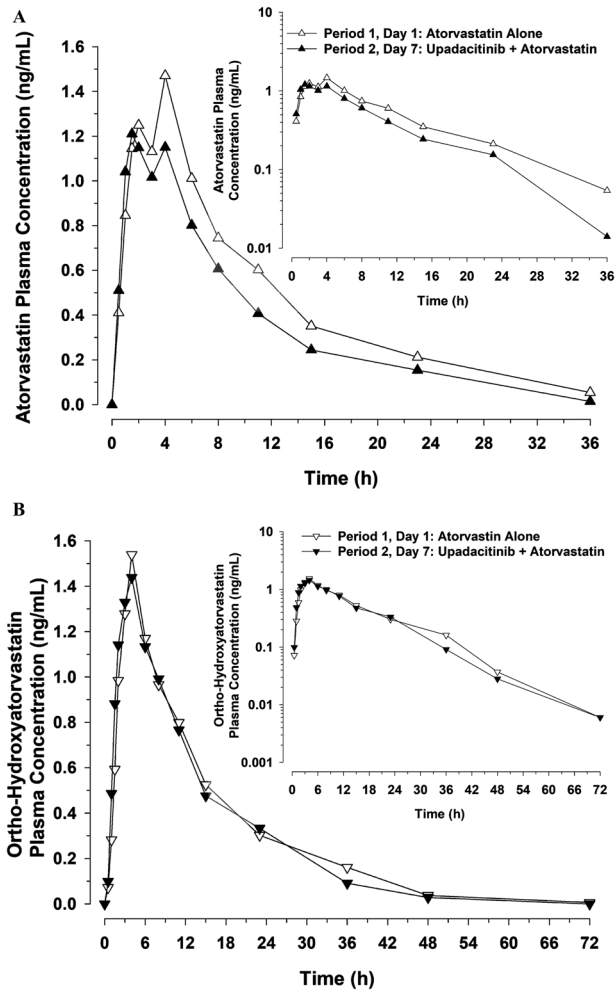 A
Atorvastatin Plasma Concentration (ng/mL)
1.6
1.4
1.2
1.0
0.8
0.6
0.4
0.2
0.0
0 4 8 12 16 20 24 28 32 36
Time (h)
Period 1, Day 1: Atorvastatin Alone
Period 2, Day 7: Upadacitinib + Atorvastatin
Atorvastatin Plasma
Concentration (ng/mL)
10
1
0.1
0.01
0 4 8 12 16 20 24 28 32 36
Time (h)
B
Ortho-Hydroxyatorvastatin
Plasma Concentration (ng/mL)
1.6
1.4
1.2
1.0
0.8
0.6
0.4
0.2
0.0
0 6 12 18 24 30 36 42 48 54 60 66 72
Time (h)
Period 1, Day 1: Atorvastin Alone
Period 2, Day 7: Upadacitinib + Atorvastatin
Ortho-Hydroxyatorvastatin
Plasma Concentration (ng/mL)
10
1
0.1
0.01
0.001
0 6 12 18 24 30 36 42 48 54 60 66 72
Time (h)